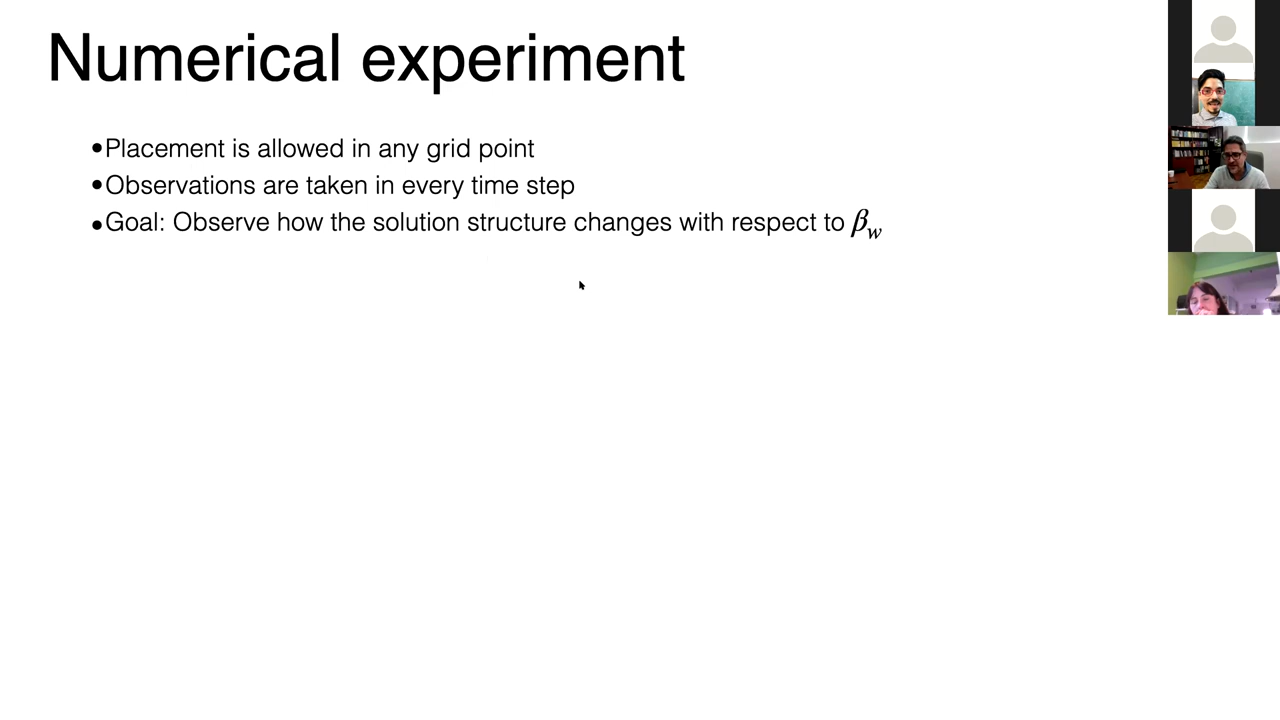 Numerical experiment
•Placement is allowed in any grid point
•Observations are taken in every time step
•Goal: Observe how the solution structure changes with respect to βw